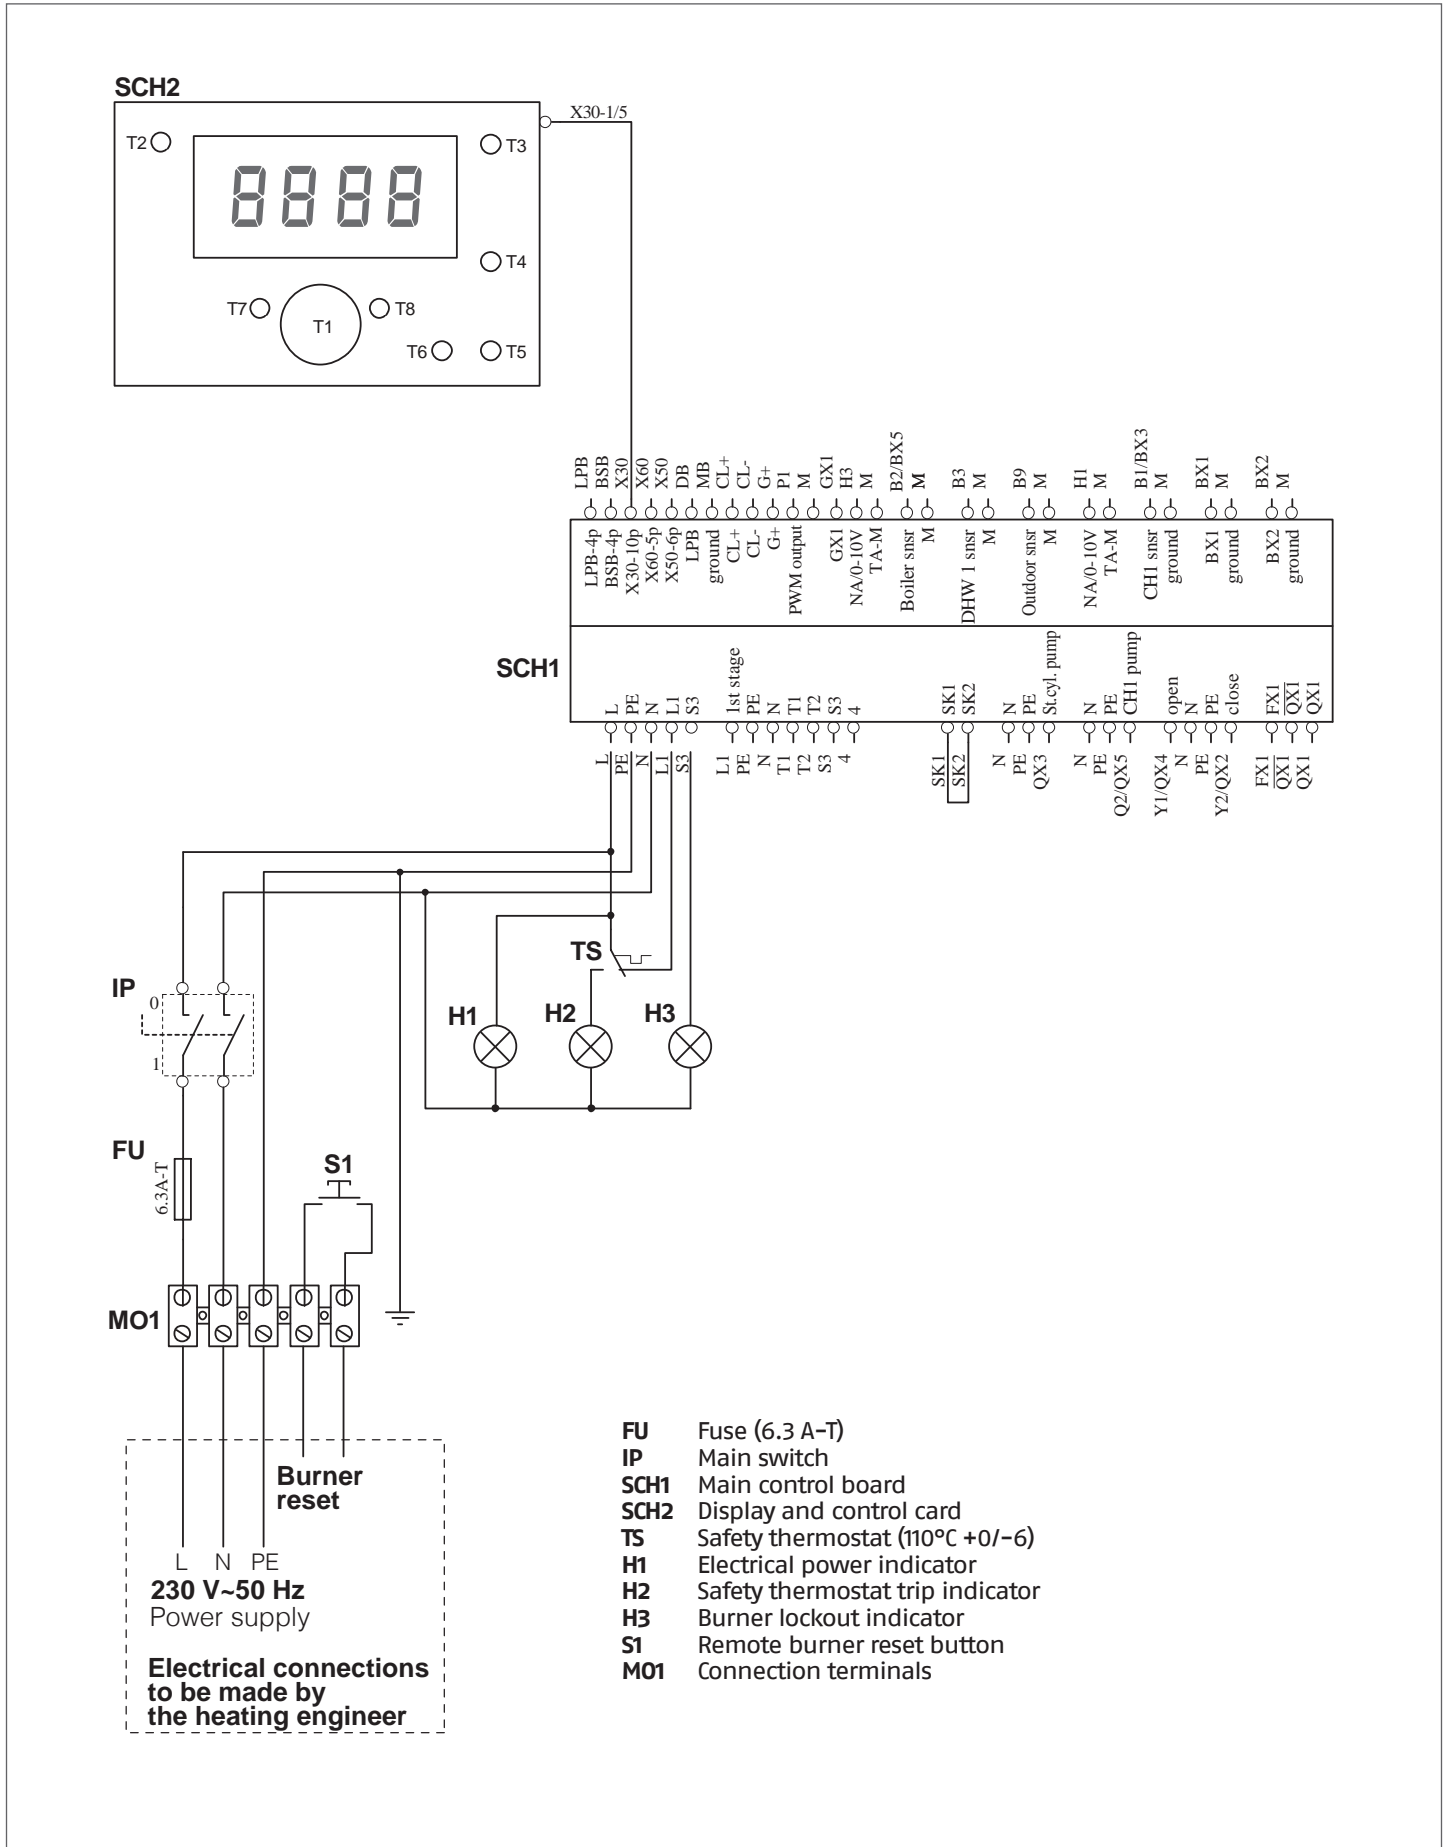 SCH2
X30-1/5
T2
T3
T4
T7
T8
T1
T6
T5
LPB
BSB
X30
X60
X50
DB
MB
CL+
CL-
G+
P1
M
GX1
H3
M
B2/BX5
M
B3
M
B9
M
H1
M
B1/BX3
M
BX1
M
BX2
M
LPB-4p
BSB-4p
X30-10p
X60-5p
X50-6p
LPB
ground
CL+
CL-
G+
PWM output
GX1
NA/0-10V
TA-M
Boiler snsr
M
DHW 1 snsr
M
Outdoor snsr
M
NA/0-10V
TA-M
CH1 snsr
ground
BX1
ground
BX2
ground
SCH1
L
PE
N
L1
S3
1st stage
PE
N
T1
T2
S3
4
SK1
SK2
N
PE
St.cyl. pump
N
PE
CH1 pump
open
N
PE
close
FX1
QX1
QX1
L
PE
N
L1
S3
L1
PE
N
T1
T2
S3
4
SK1
SK2
N
PE
QX3
N
PE
Q2/QX5
Y1/QX4
N
PE
Y2/QX2
FX1
QX1
QX1
TS
IP
0
1
H1
H2
H3
FU
6.3A-T
S1
MO1
Burner
reset
L N PE
230 V~50 Hz
Power supply
Electrical connections
to be made by
the heating engineer
FU Fuse (6.3 A-T)
IP Main switch
SCH1 Main control board
SCH2 Display and control card
TS Safety thermostat (110°C +0/-6)
H1 Electrical power indicator
H2 Safety thermostat trip indicator
H3 Burner lockout indicator
S1 Remote burner reset button
MO1 Connection terminals